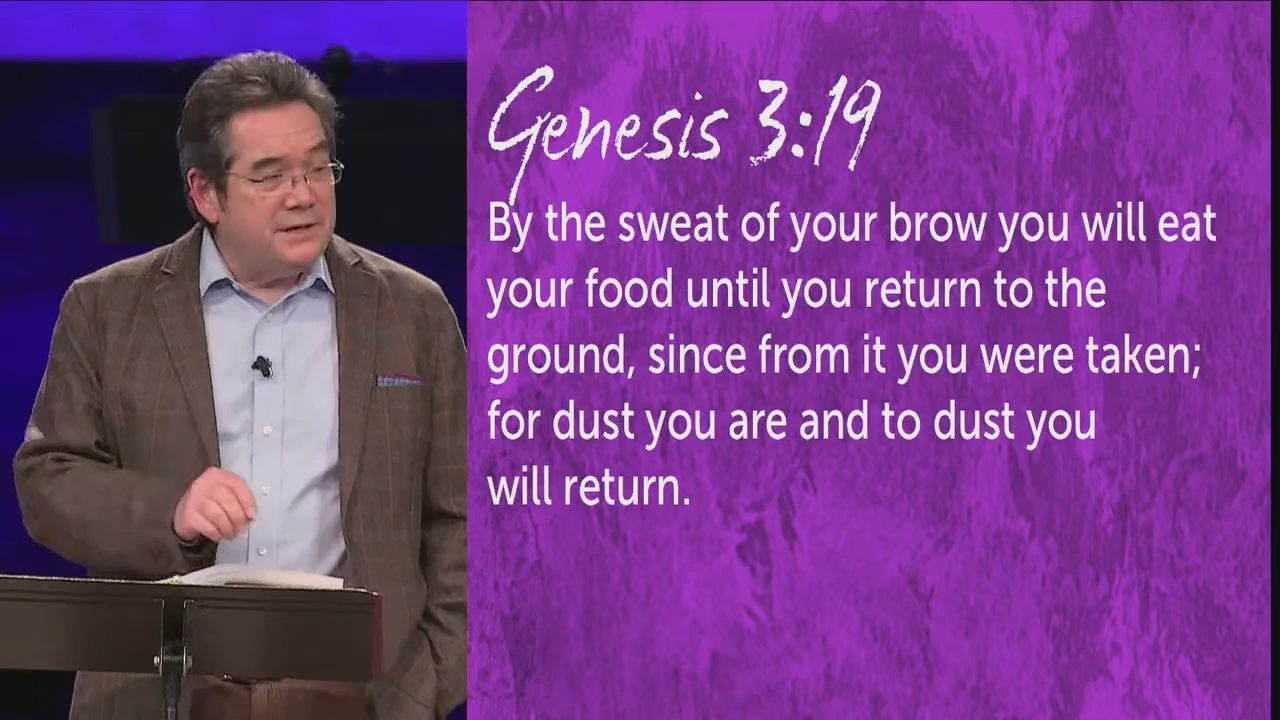 Genesis 3:19
By the sweat of your brow you will eat
your food until you return to the
ground, since from it you were taken;
for dust you are and to dust you
will return.